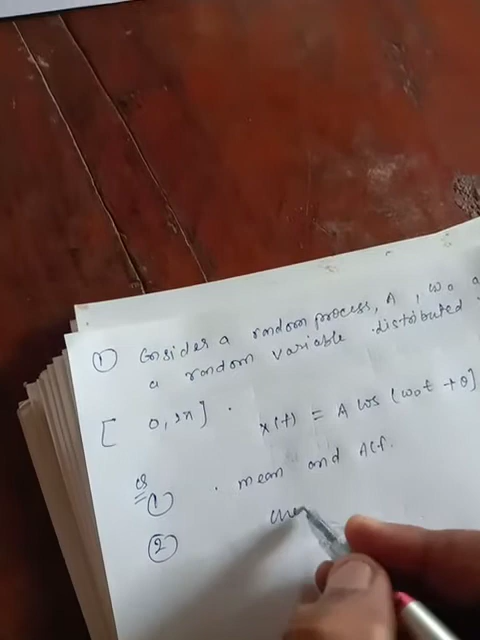 ① Consider a random process, A, ω₀ a
a random variable distributed
[0, 2π].
x(t) = A cos (ω₀t + θ]
Q
① . mean and ACF.
②